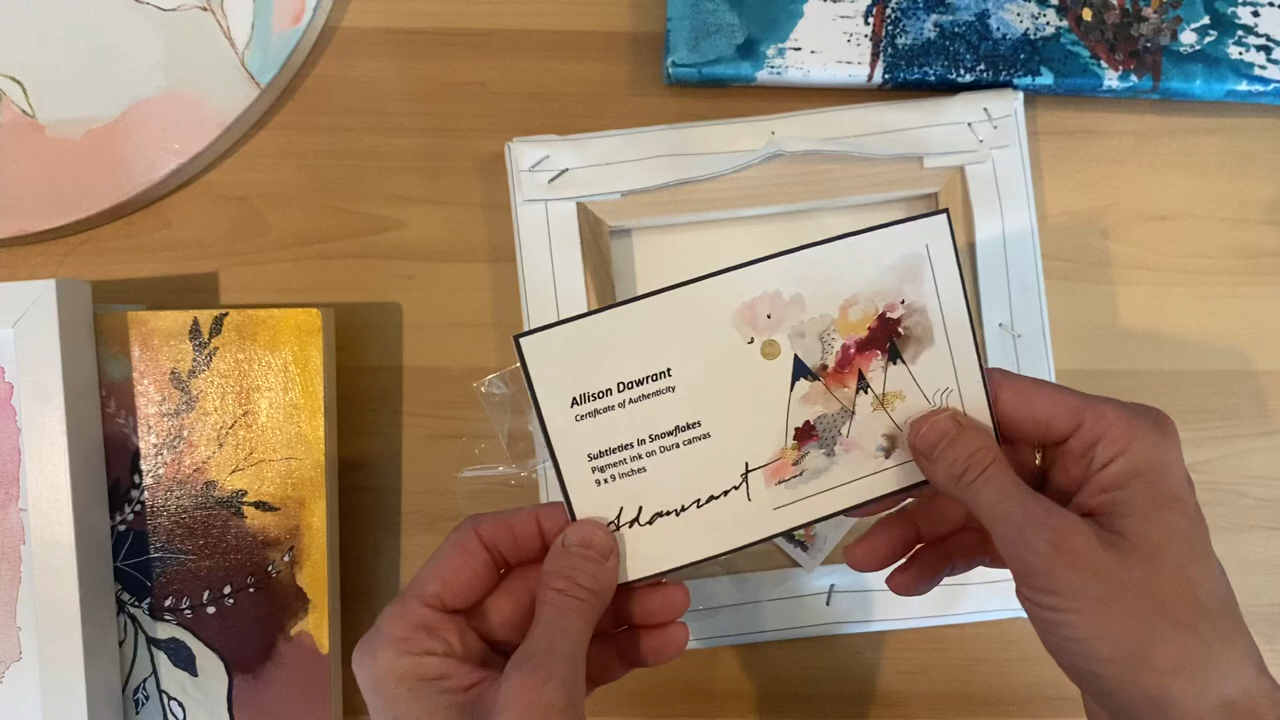 Allison Dawrant
Certificate of Authenticity
Subtleties In Snowflakes
Pigment ink on Dura canvas
9 x 9 inches
Adawrant